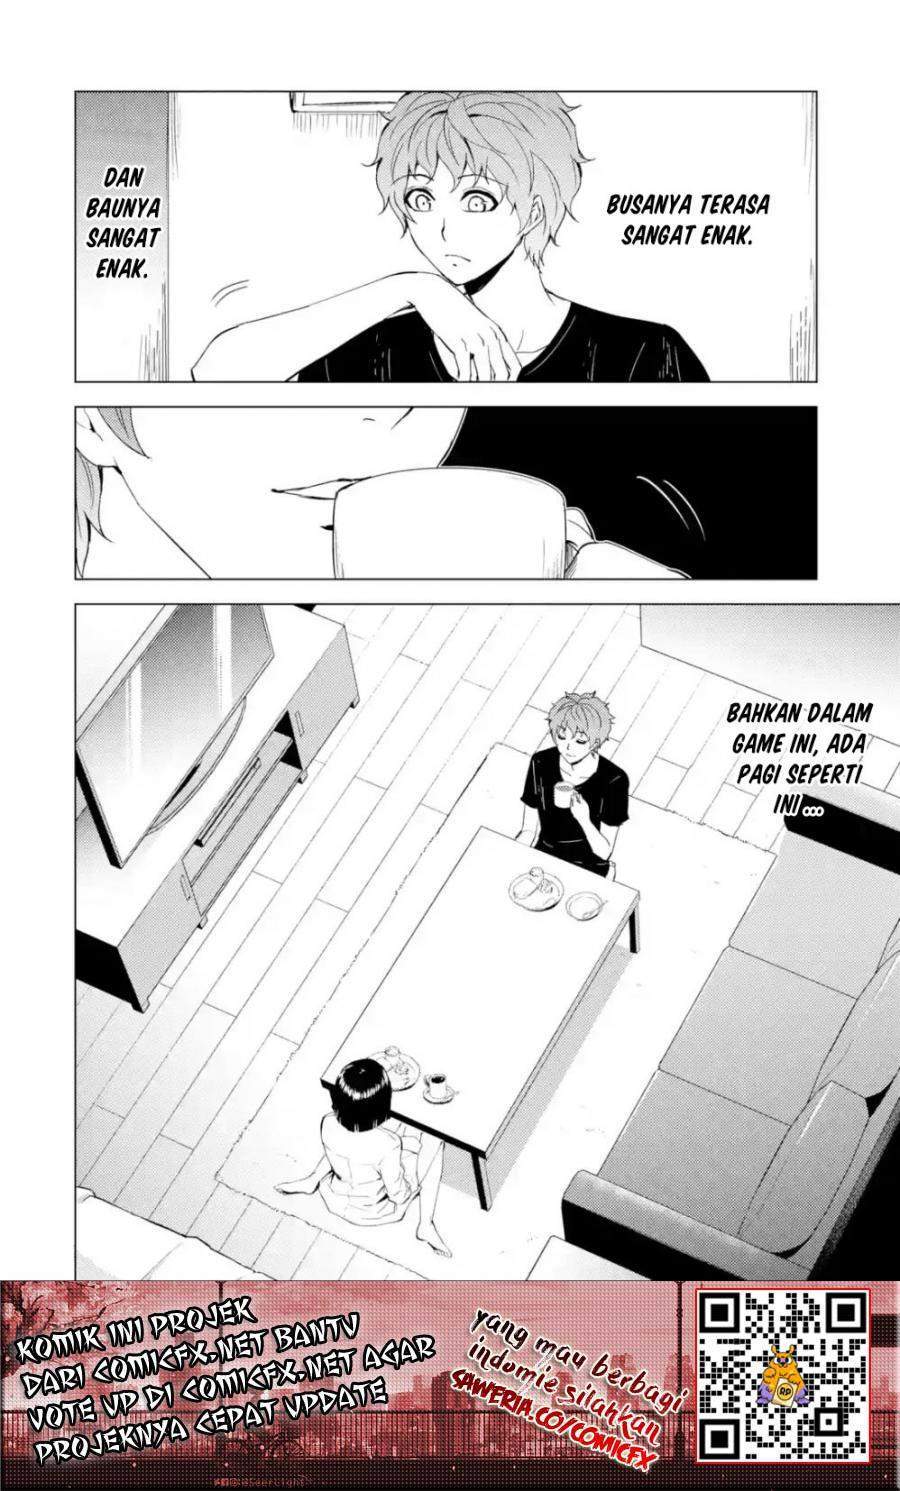 BUSANYA TERASA
SANGAT ENAK.
DAN
BAUNYA
SANGAT
ENAK.
BAHKAN DALAM
GAME INI, ADA
PAGI SEPERTI
INI ...
KOMIK INI PROJEK
DARI COMICFX.NET BANTU
VOTE UP DI COMICFX.NET AGAR
PROJEKNYA CEPAT UPDATE
yang mau berbagi
indomie silahkan
SAWERIA.CO/COMICFX
@Seerlight
RP